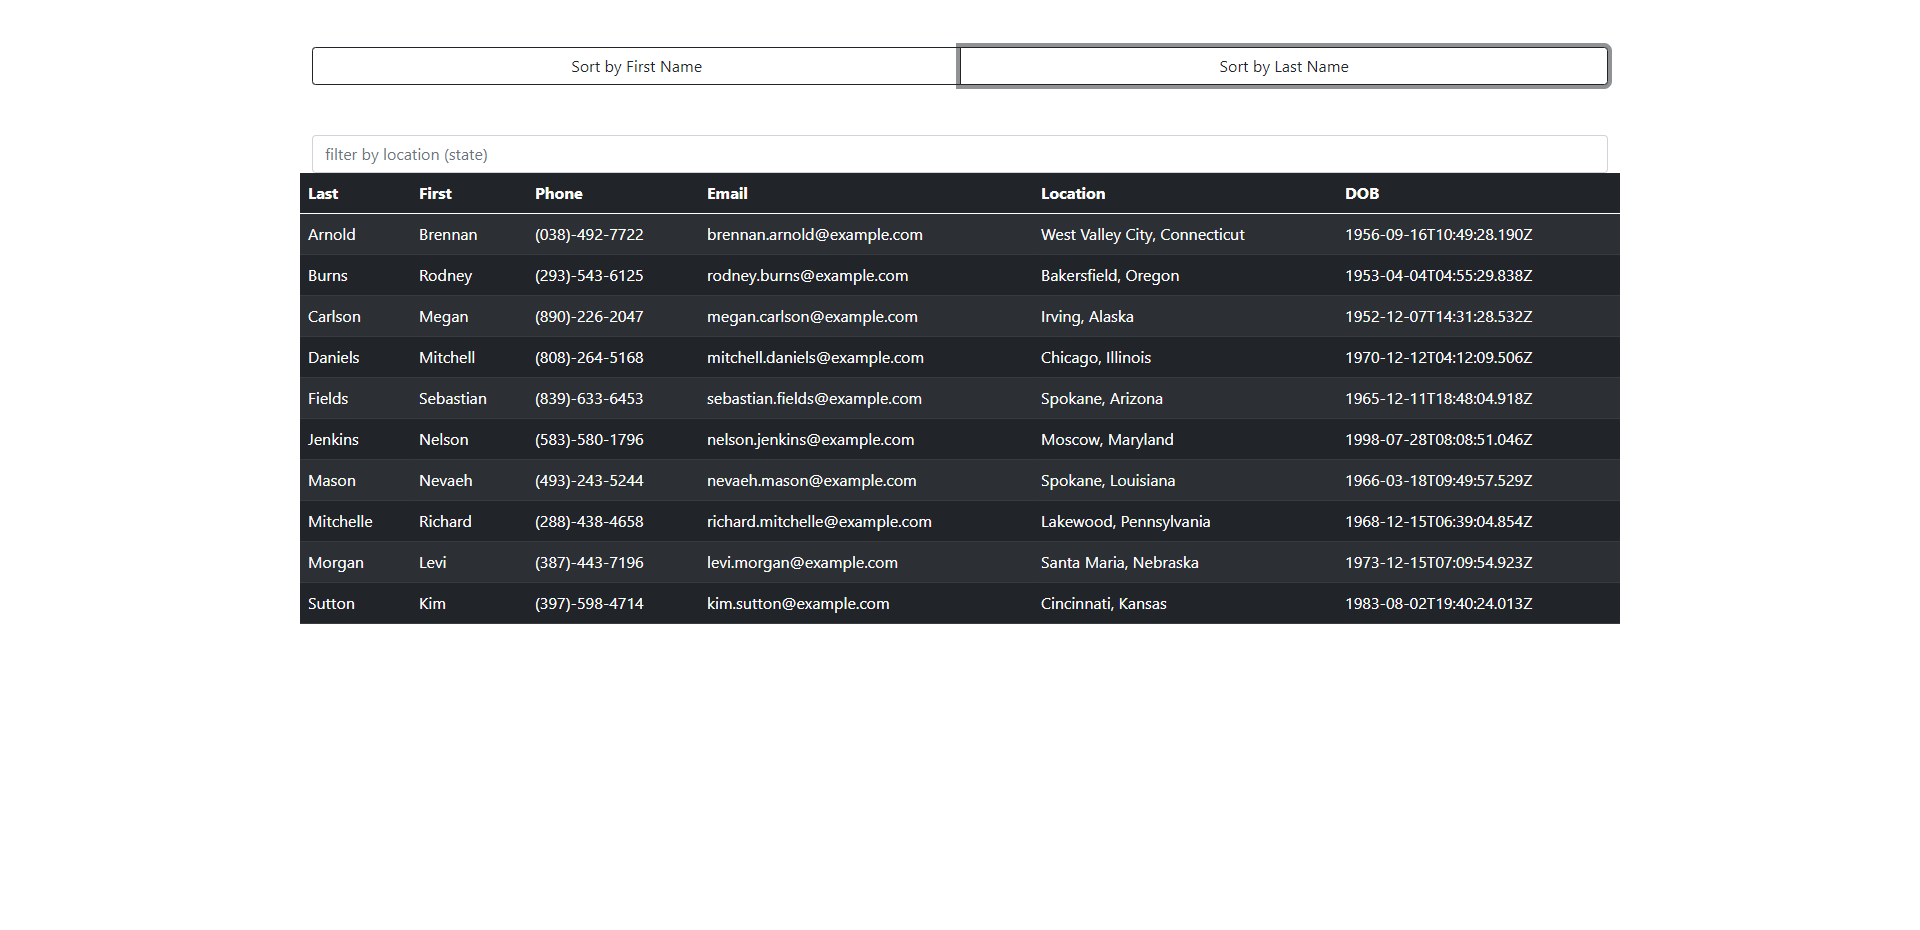 Sort by First Name Sort by Last Name
filter by location (state)
Last First Phone Email Location DOB
Arnold Brennan (038)-492-7722 brennan.arnold@example.com West Valley City, Connecticut 1956-09-16T10:49:28.190Z
Burns Rodney (293)-543-6125 rodney.burns@example.com Bakersfield, Oregon 1953-04-04T04:55:29.838Z
Carlson Megan (890)-226-2047 megan.carlson@example.com Irving, Alaska 1952-12-07T14:31:28.532Z
Daniels Mitchell (808)-264-5168 mitchell.daniels@example.com Chicago, Illinois 1970-12-12T04:12:09.506Z
Fields Sebastian (839)-633-6453 sebastian.fields@example.com Spokane, Arizona 1965-12-11T18:48:04.918Z
Jenkins Nelson (583)-580-1796 nelson.jenkins@example.com Moscow, Maryland 1998-07-28T08:08:51.046Z
Mason Nevaeh (493)-243-5244 nevaeh.mason@example.com Spokane, Louisiana 1966-03-18T09:49:57.529Z
Mitchelle Richard (288)-438-4658 richard.mitchelle@example.com Lakewood, Pennsylvania 1968-12-15T06:39:04.854Z
Morgan Levi (387)-443-7196 levi.morgan@example.com Santa Maria, Nebraska 1973-12-15T07:09:54.923Z
Sutton Kim (397)-598-4714 kim.sutton@example.com Cincinnati, Kansas 1983-08-02T19:40:24.013Z